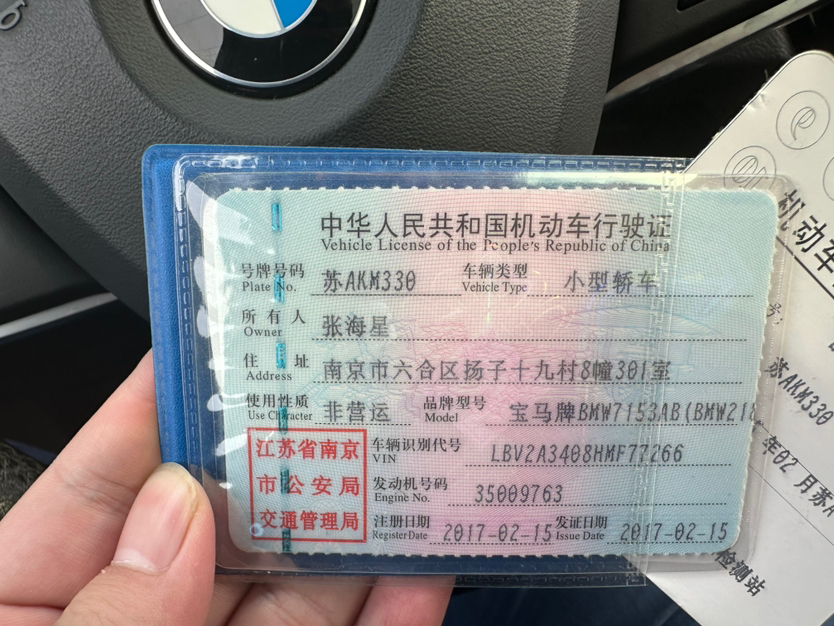 中华人民共和国机动车行驶证
Vehicle License of the People's Republic of China
号牌号码 苏AKM330 车辆类型 小型轿车
Plate No. Vehicle Type
所有人 张海星
Owner
住址 南京市六合区扬子十九村8幢301室
Address
使用性质 非营运 品牌型号 宝马牌BMW7153AB(BMW218
Use Character Model
江苏省南京
市公安局
交通管理局
车辆识别代号 LBV2A3408HMF77266
VIN
发动机号码 35009763
Engine No.
注册日期 2017-02-15 发证日期 2017-02-15
Register Date Issue Date
机动车
苏AKM330
年02 月
检测站